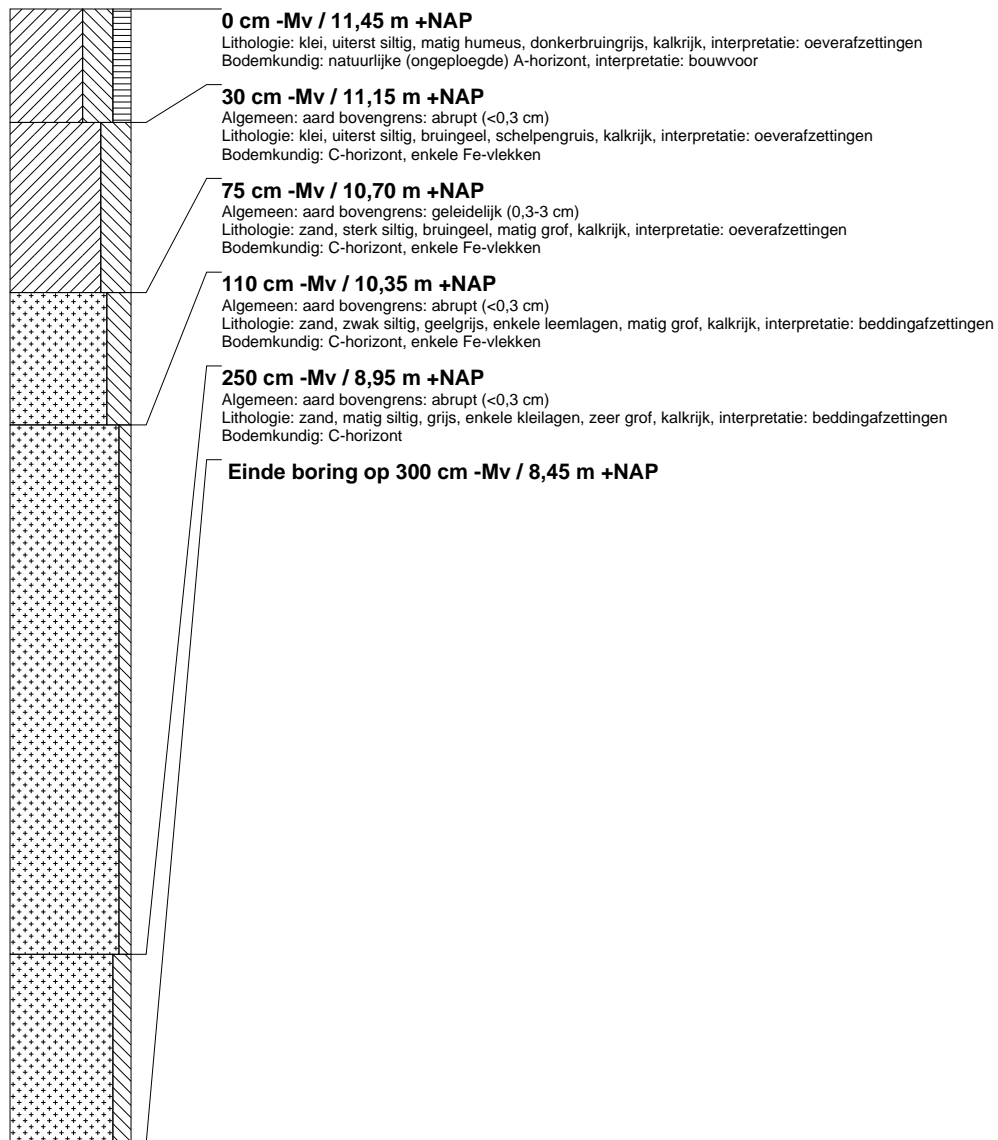 0 cm -Mv / 11,45 m +NAP
Lithologie: klei, uiterst siltig, matig humeus, donkerbruingrijs, kalkrijk, interpretatie: oeverafzettingen
Bodemkundig: natuurlijke (ongeploegde) A-horizont, interpretatie: bouwvoor
30 cm -Mv / 11,15 m +NAP
Algemeen: aard bovengrens: abrupt (<0,3 cm)
Lithologie: klei, uiterst siltig, bruingeel, schelpengruis, kalkrijk, interpretatie: oeverafzettingen
Bodemkundig: C-horizont, enkele Fe-vlekken
75 cm -Mv / 10,70 m +NAP
Algemeen: aard bovengrens: geleidelijk (0,3-3 cm)
Lithologie: zand, sterk siltig, bruingeel, matig grof, kalkrijk, interpretatie: oeverafzettingen
Bodemkundig: C-horizont, enkele Fe-vlekken
110 cm -Mv / 10,35 m +NAP
Algemeen: aard bovengrens: abrupt (<0,3 cm)
Lithologie: zand, zwak siltig, geelgrijs, enkele leemlagen, matig grof, kalkrijk, interpretatie: beddingafzettingen
Bodemkundig: C-horizont, enkele Fe-vlekken
250 cm -Mv / 8,95 m +NAP
Algemeen: aard bovengrens: abrupt (<0,3 cm)
Lithologie: zand, matig siltig, grijs, enkele kleilagen, zeer grof, kalkrijk, interpretatie: beddingafzettingen
Bodemkundig: C-horizont
Einde boring op 300 cm -Mv / 8,45 m +NAP